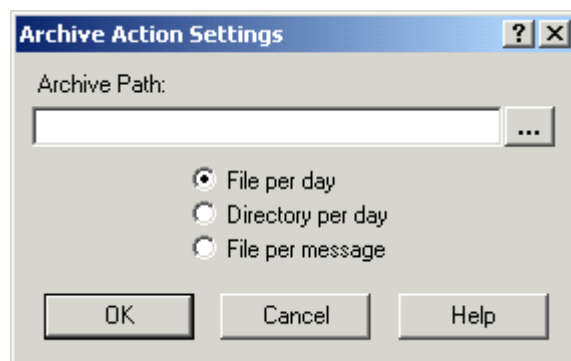 Archive Action Settings
Archive Path:
...
File per day
Directory per day
File per message
OK Cancel Help